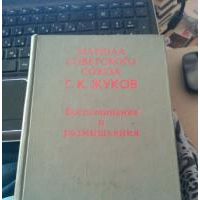 МАРШАЛ
СОВЕТСКОГО
СОЮЗА
Г. К. ЖУКОВ
Воспоминания
и
размышления